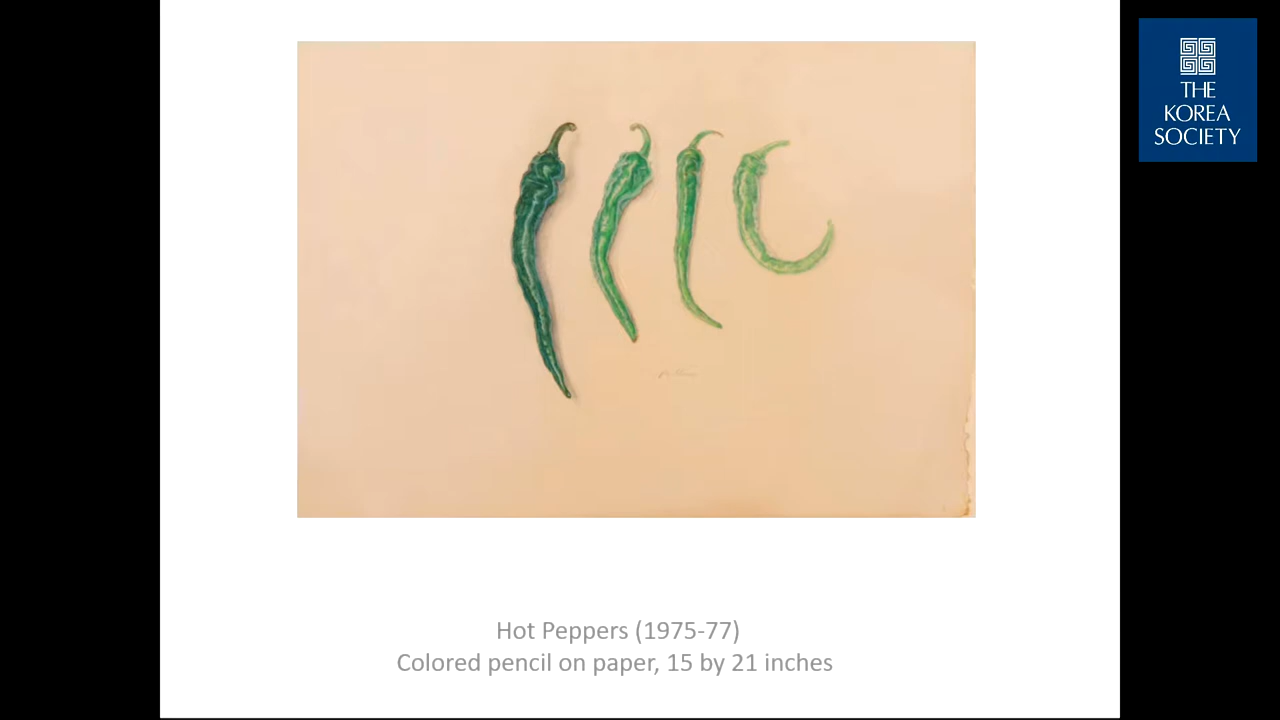 THE
KOREA
SOCIETY
Hot Peppers (1975-77)
Colored pencil on paper, 15 by 21 inches